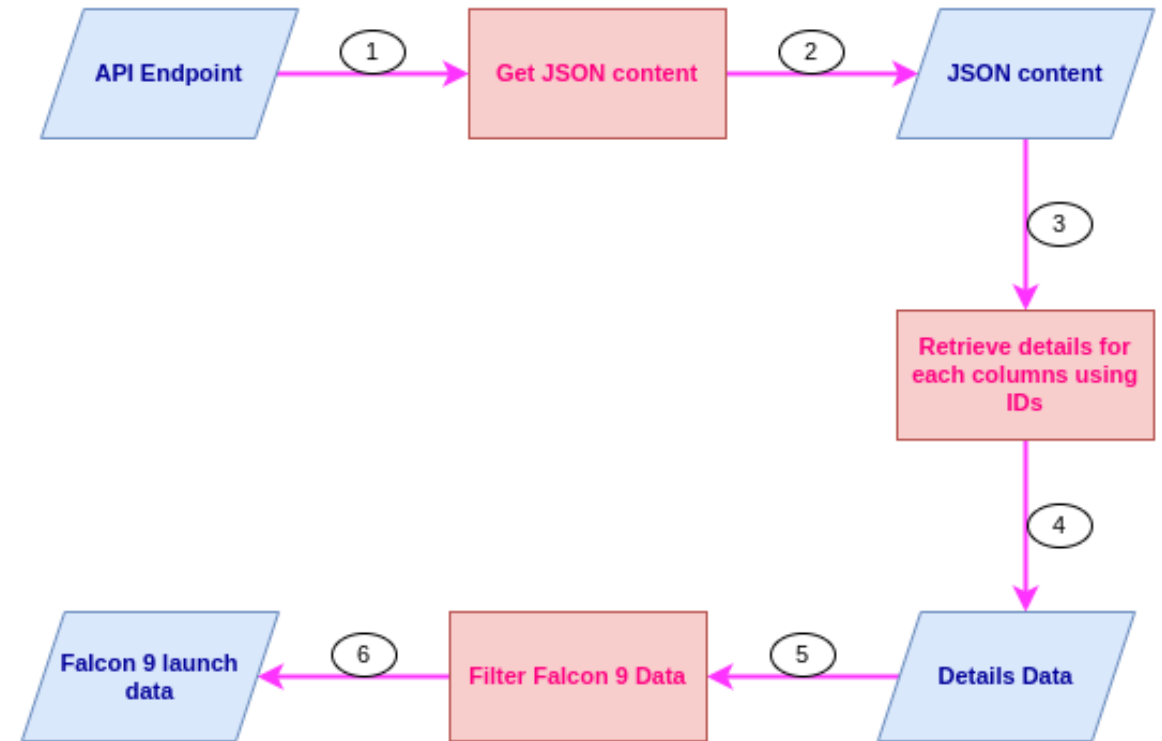 API Endpoint
1
Get JSON content
2
JSON content
3
Retrieve details for
each columns using
IDs
4
Details Data
5
Filter Falcon 9 Data
6
Falcon 9 launch
data